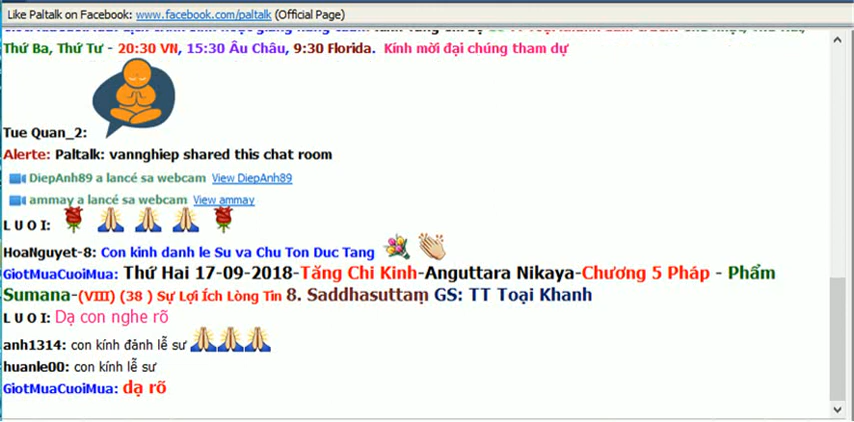 Like Paltalk on Facebook: www.facebook.com/paltalk (Official Page)
Thứ Ba, Thứ Tư - 20:30 VN, 15:30 Âu Châu, 9:30 Florida. Kính mời đại chúng tham dự
Tue Quan_2:
Alerte: Paltalk: vannghiep shared this chat room
DiepAnh89 a lancé sa webcam View DiepAnh89
ammay a lancé sa webcam View ammay
L U O I:
HoaNguyet-8: Con kinh danh le Su va Chu Ton Duc Tang
GiotMuaCuoiMua: Thứ Hai 17-09-2018-Tăng Chi Kinh-Anguttara Nikaya-Chương 5 Pháp - Phẩm
Sumana-(VIII) (38 ) Sự Lợi Ích Lòng Tin 8. Saddhasuttaṃ GS: TT Toại Khanh
L U O I: Dạ con nghe rõ
anh1314: con kính đảnh lễ sư
huanle00: con kính lễ sư
GiotMuaCuoiMua: dạ rõ